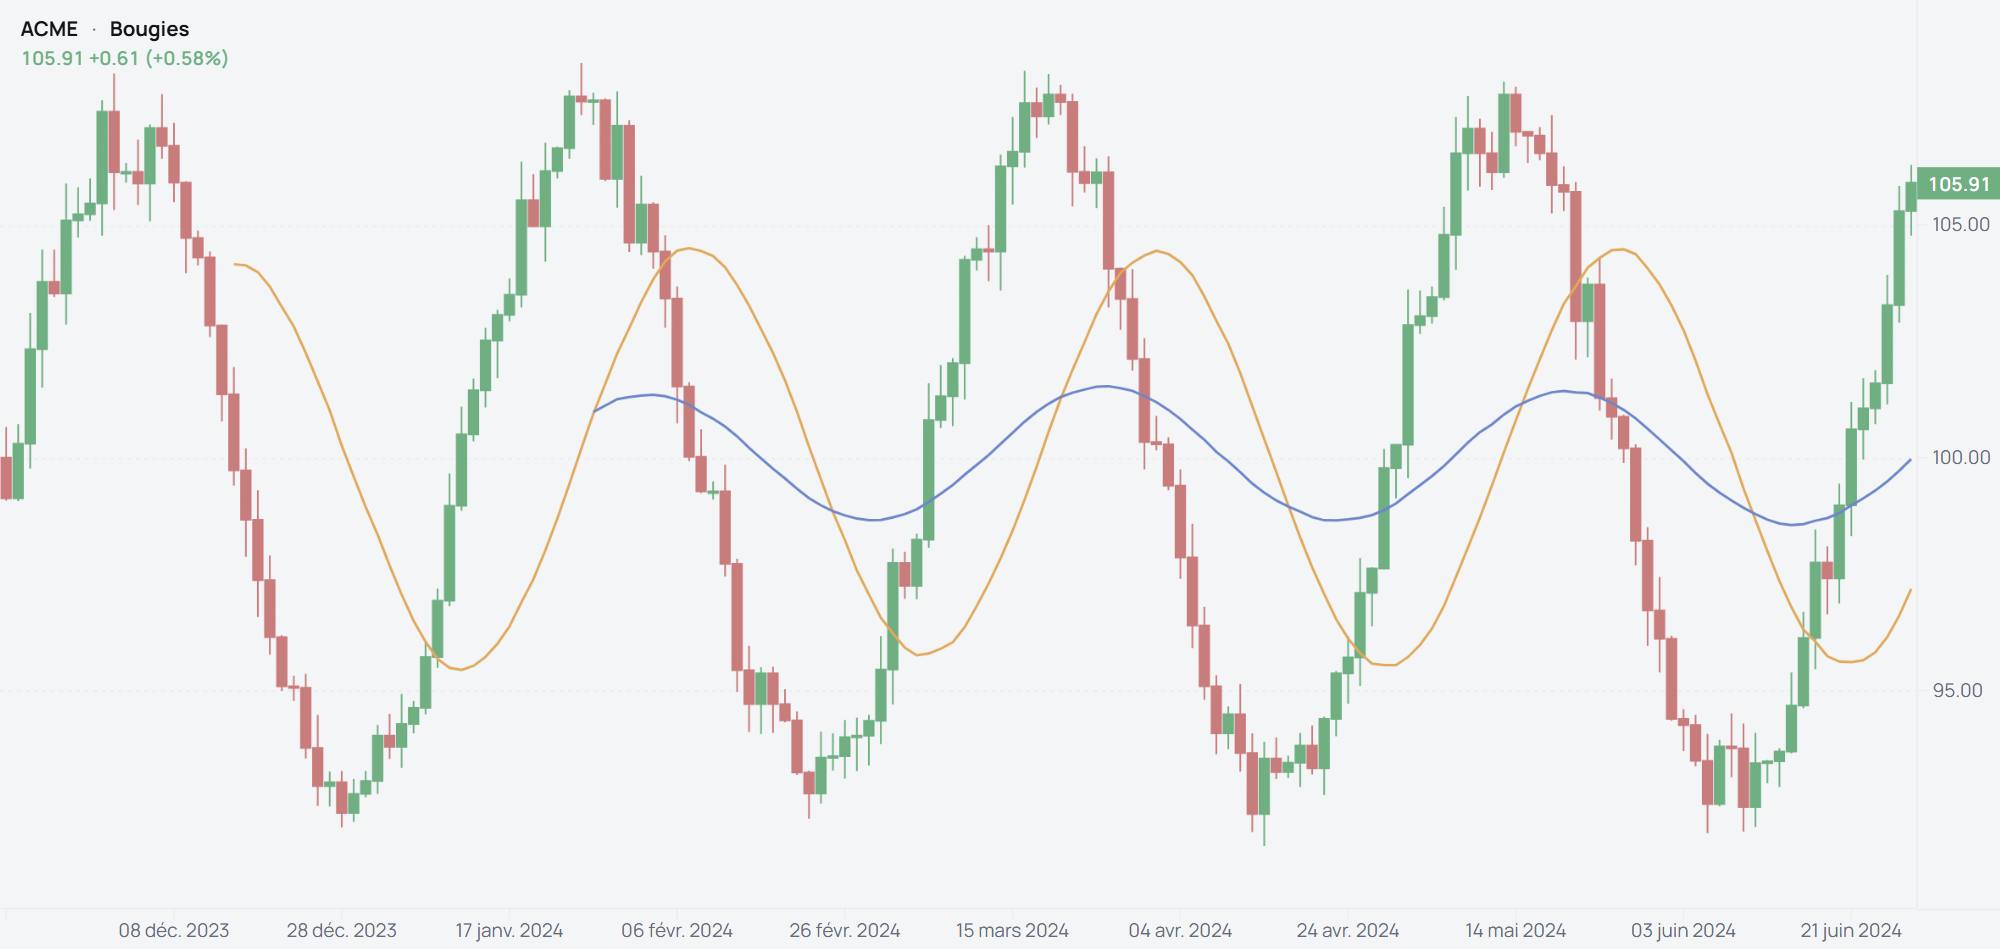 ACME · Bougies
105.91 +0.61 (+0.58%)
105.91
105.00
100.00
95.00
08 déc. 2023
28 déc. 2023
17 janv. 2024
06 févr. 2024
26 févr. 2024
15 mars 2024
04 avr. 2024
24 avr. 2024
14 mai 2024
03 juin 2024
21 juin 2024